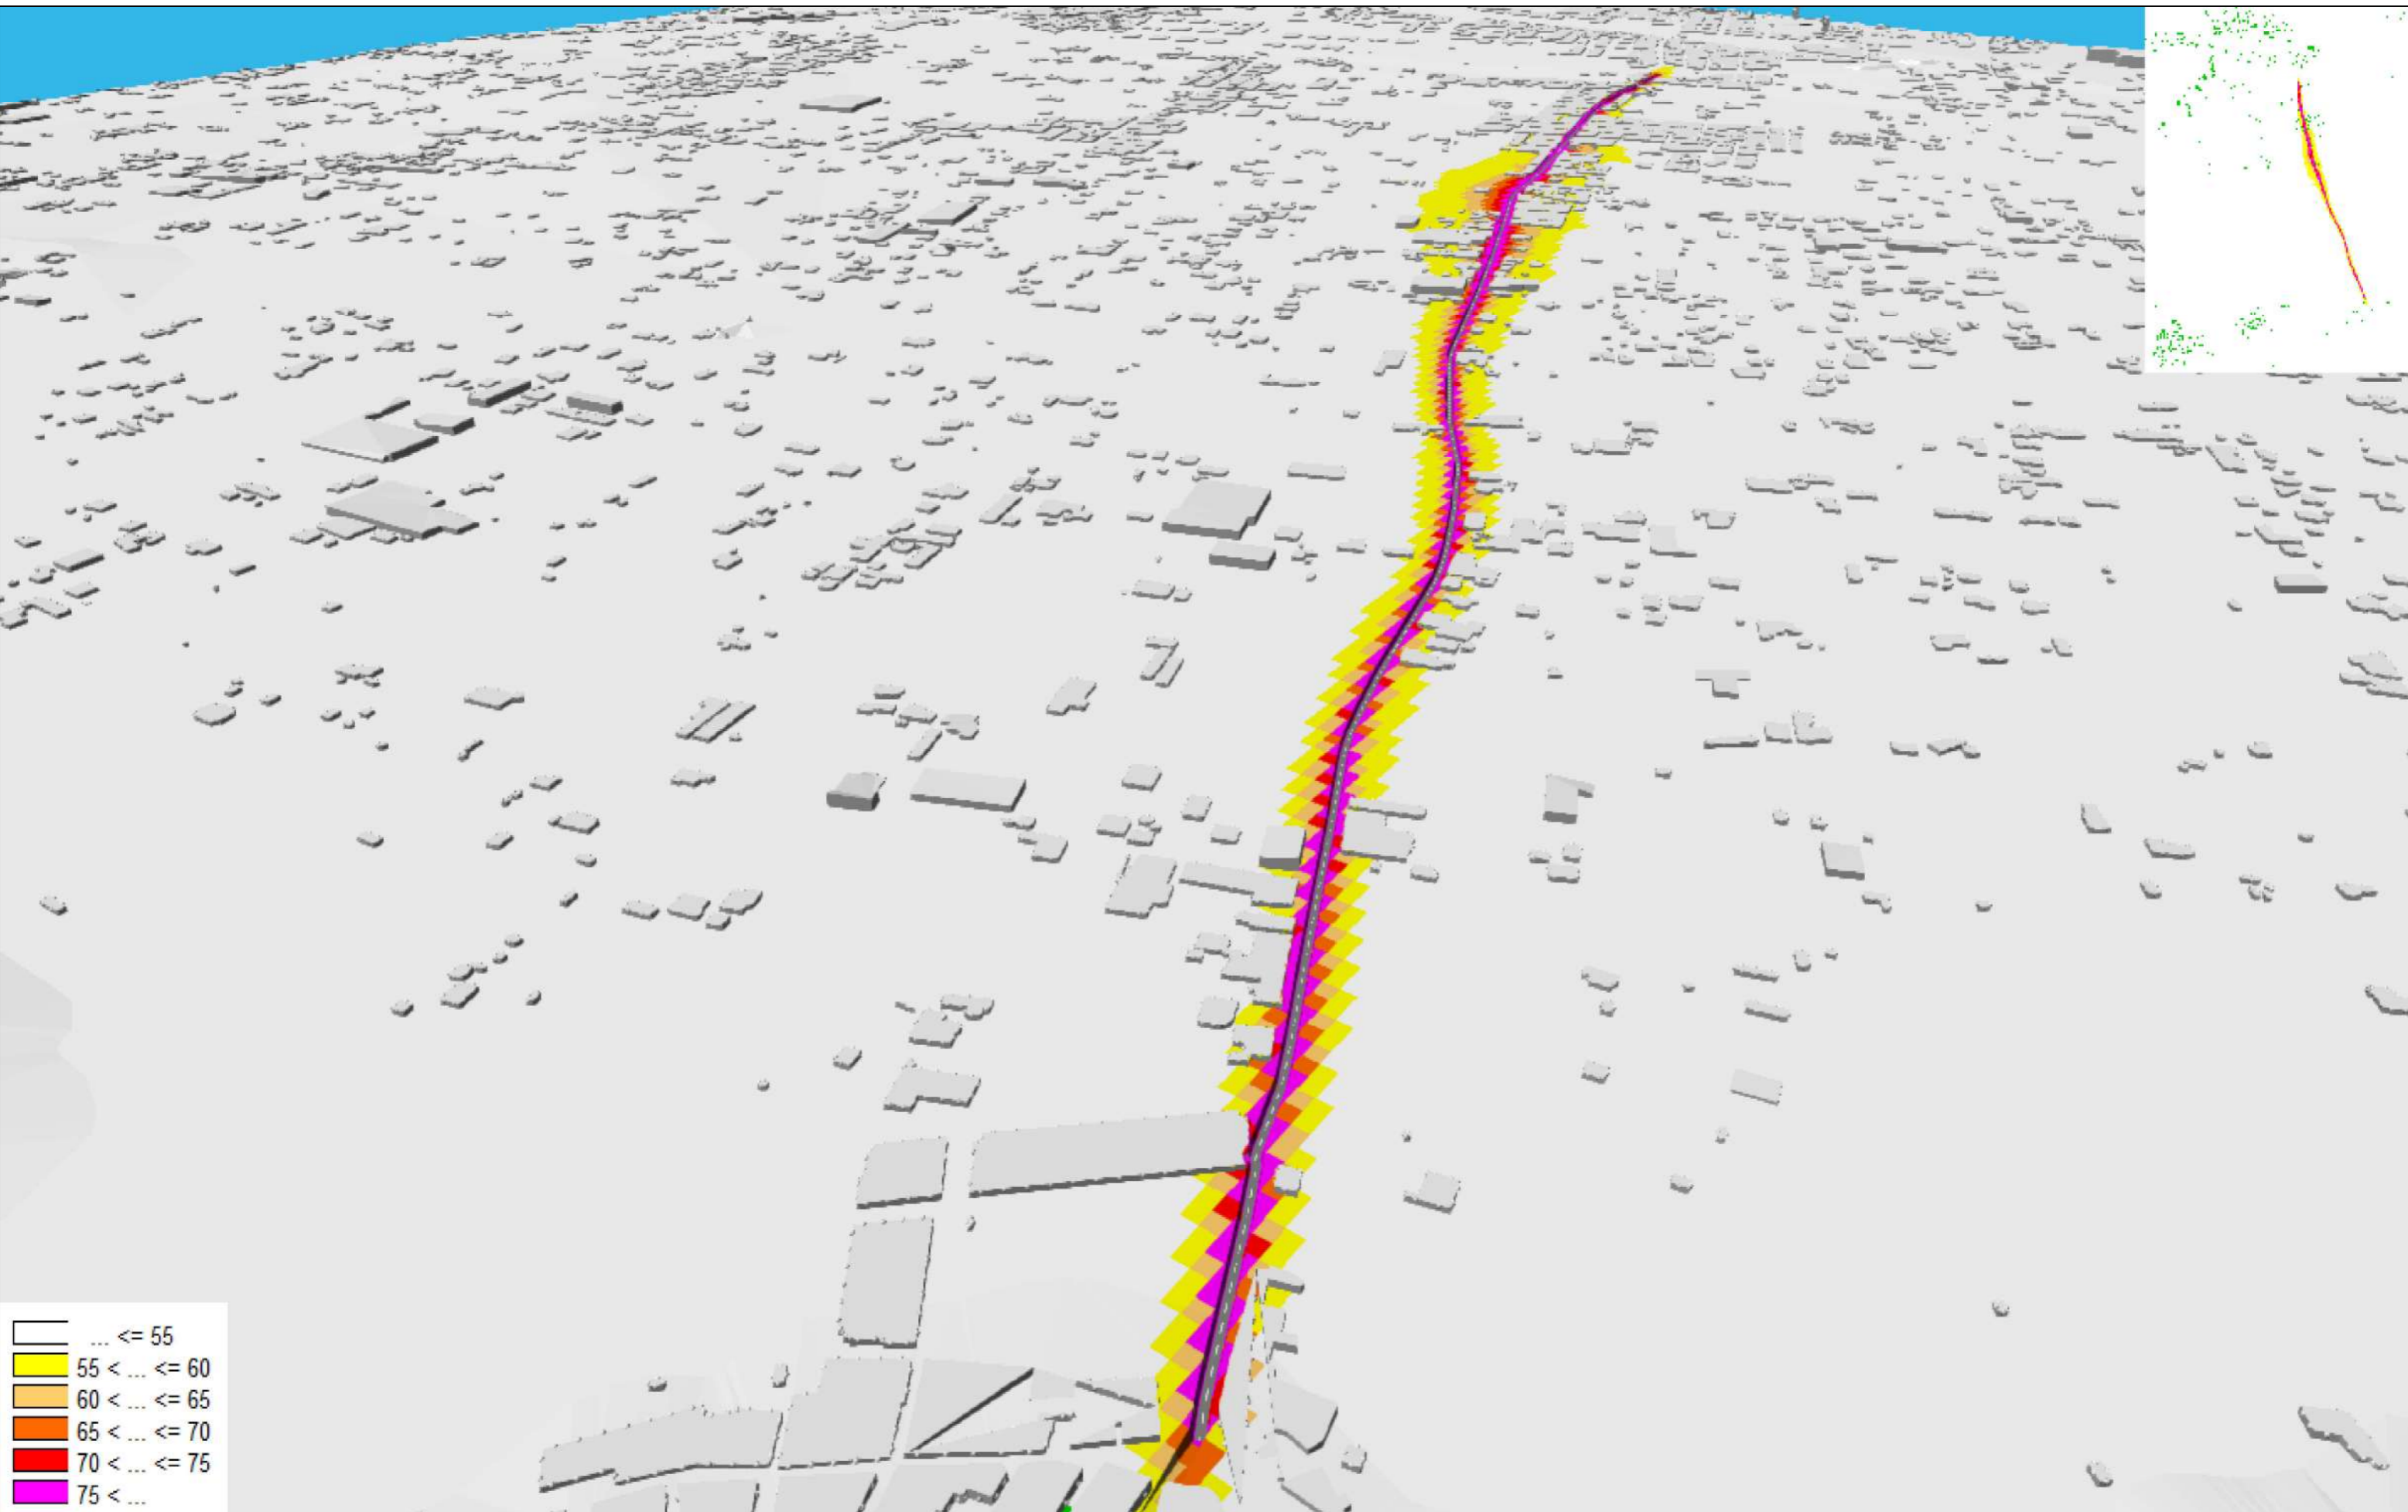 ... <= 55
55 < ... <= 60
60 < ... <= 65
65 < ... <= 70
70 < ... <= 75
75 < ...